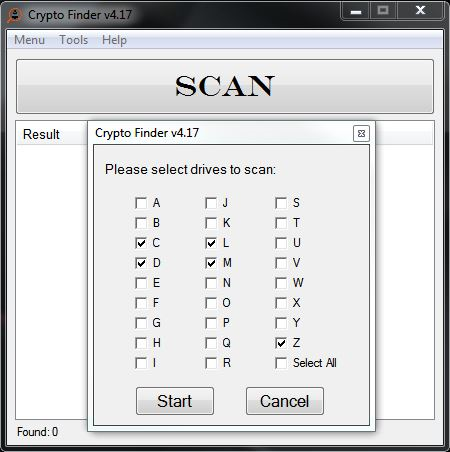 Crypto Finder v4.17
Menu Tools Help
SCAN
Result
Crypto Finder v4.17
Please select drives to scan:
A J S
B K T
C L U
D M V
E N W
F O X
G P Y
H Q Z
I R Select All
Start Cancel
Found: 0